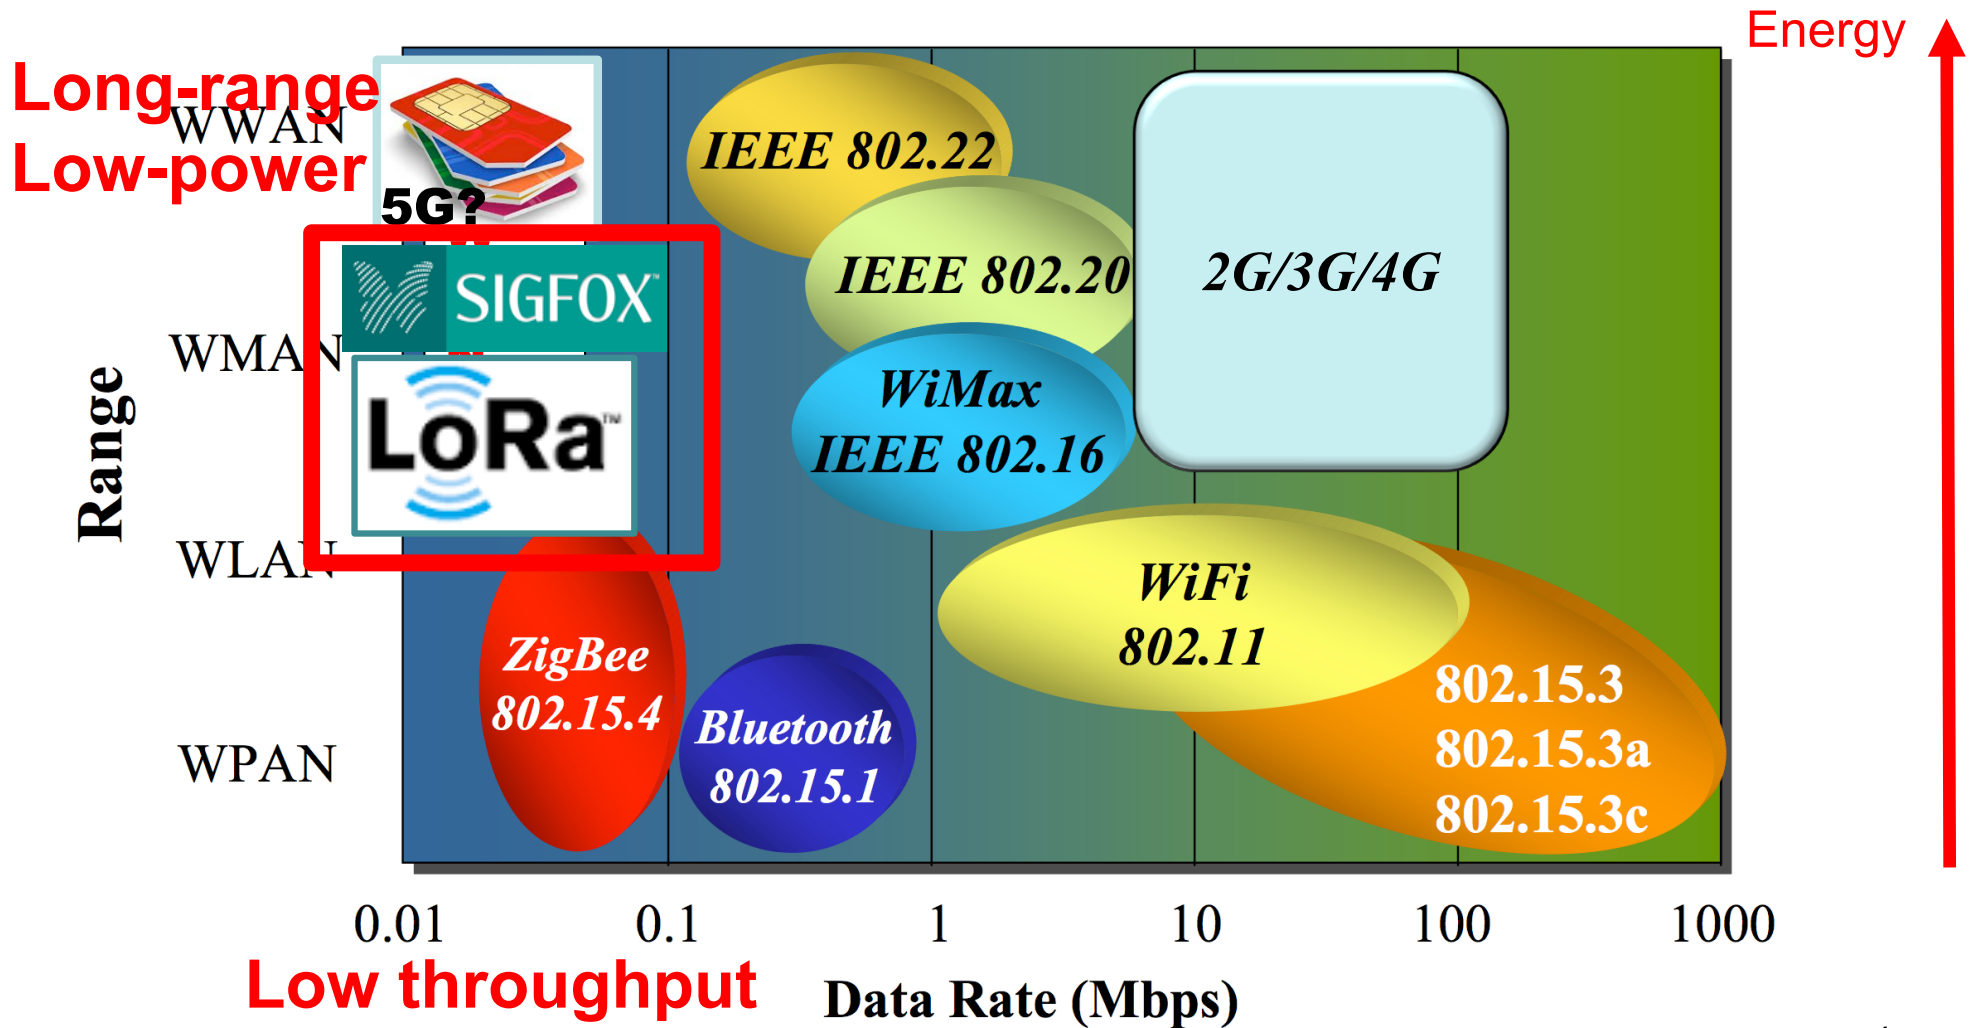 Energy
Long-range
WWAN
Low-power
5G?
IEEE 802.22
SIGFOX™
IEEE 802.20
2G/3G/4G
WMAN
LoRa™
WiMax
IEEE 802.16
Range
WLAN
WiFi
802.11
ZigBee
802.15.4
802.15.3
802.15.3a
802.15.3c
Bluetooth
802.15.1
WPAN
0.01 0.1 1 10 100 1000
Low throughput
Data Rate (Mbps)